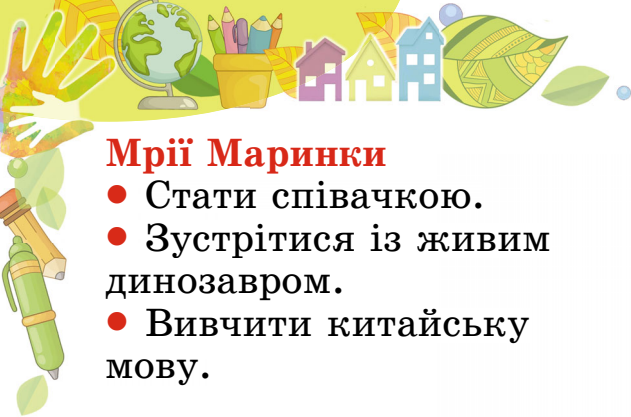 Мрії Маринки
● Стати співачкою.
● Зустрітися із живим
динозавром.
● Вивчити китайську
мову.